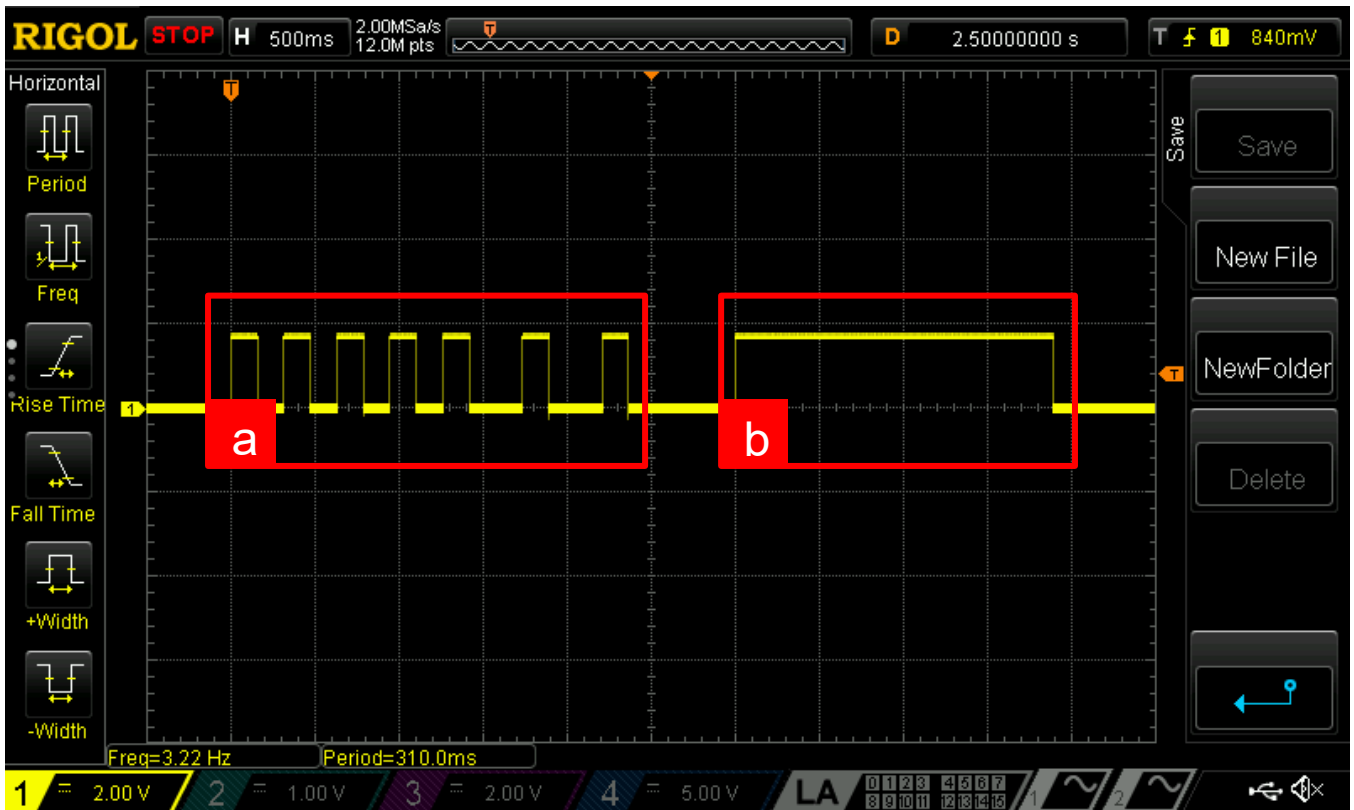 RIGOL STOP H 500ms 2.00MSa/s 12.0M pts D 2.50000000 s T 1 840mV
Horizontal
T
Save
Save
Period
New File
Freq
NewFolder
T
Rise Time
1
a
b
Delete
Fall Time
+Width
-Width
Freq=3.22 Hz Period=310.0ms
1 2.00 V 2 1.00 V 3 2.00 V 4 5.00 V LA 0 1 2 3 4 5 6 7 1 2
8 9 10 11 12 13 14 15